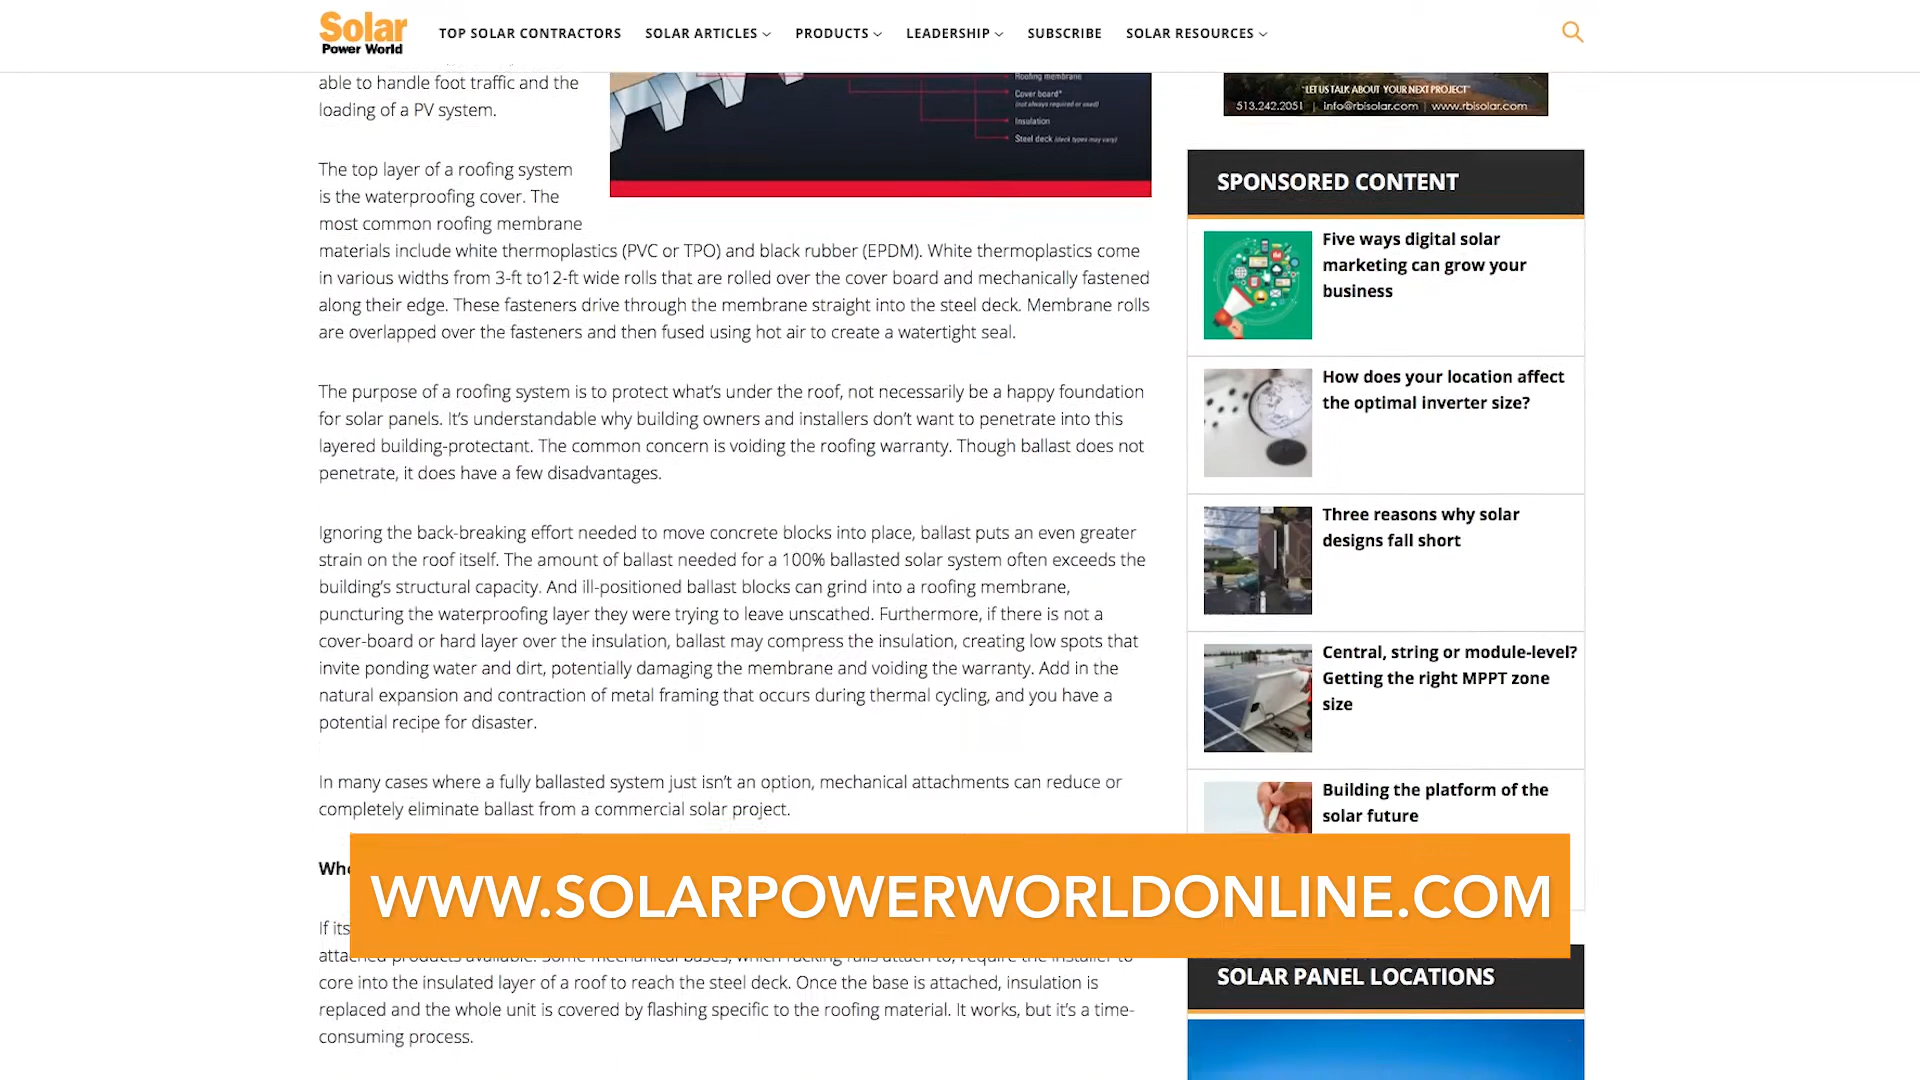 Solar
Power World
TOP SOLAR CONTRACTORS
SOLAR ARTICLES
PRODUCTS
LEADERSHIP
SUBSCRIBE
SOLAR RESOURCES
able to handle foot traffic and the
loading of a PV system.
Roofing membrane
Cover board*
(not always required or used)
Insulation
Steel deck (deck types may vary)
The top layer of a roofing system
is the waterproofing cover. The
most common roofing membrane
materials include white thermoplastics (PVC or TPO) and black rubber (EPDM). White thermoplastics come
in various widths from 3-ft to12-ft wide rolls that are rolled over the cover board and mechanically fastened
along their edge. These fasteners drive through the membrane straight into the steel deck. Membrane rolls
are overlapped over the fasteners and then fused using hot air to create a watertight seal.
The purpose of a roofing system is to protect what’s under the roof, not necessarily be a happy foundation
for solar panels. It’s understandable why building owners and installers don’t want to penetrate into this
layered building-protectant. The common concern is voiding the roofing warranty. Though ballast does not
penetrate, it does have a few disadvantages.
Ignoring the back-breaking effort needed to move concrete blocks into place, ballast puts an even greater
strain on the roof itself. The amount of ballast needed for a 100% ballasted solar system often exceeds the
building’s structural capacity. And ill-positioned ballast blocks can grind into a roofing membrane,
puncturing the waterproofing layer they were trying to leave unscathed. Furthermore, if there is not a
cover-board or hard layer over the insulation, ballast may compress the insulation, creating low spots that
invite ponding water and dirt, potentially damaging the membrane and voiding the warranty. Add in the
natural expansion and contraction of metal framing that occurs during thermal cycling, and you have a
potential recipe for disaster.
In many cases where a fully ballasted system just isn’t an option, mechanical attachments can reduce or
completely eliminate ballast from a commercial solar project.
If its
core into the insulated layer of a roof to reach the steel deck. Once the base is attached, insulation is
replaced and the whole unit is covered by flashing specific to the roofing material. It works, but it’s a time-
consuming process.
"LET US TALK ABOUT YOUR NEXT PROJECT"
513.242.2051 | info@rbisolar.com | www.rbisolar.com
SPONSORED CONTENT
Five ways digital solar
marketing can grow your
business
How does your location affect
the optimal inverter size?
Three reasons why solar
designs fall short
Central, string or module-level?
Getting the right MPPT zone
size
Building the platform of the
solar future
WWW.SOLARPOWERWORLDONLINE.COM
SOLAR PANEL LOCATIONS